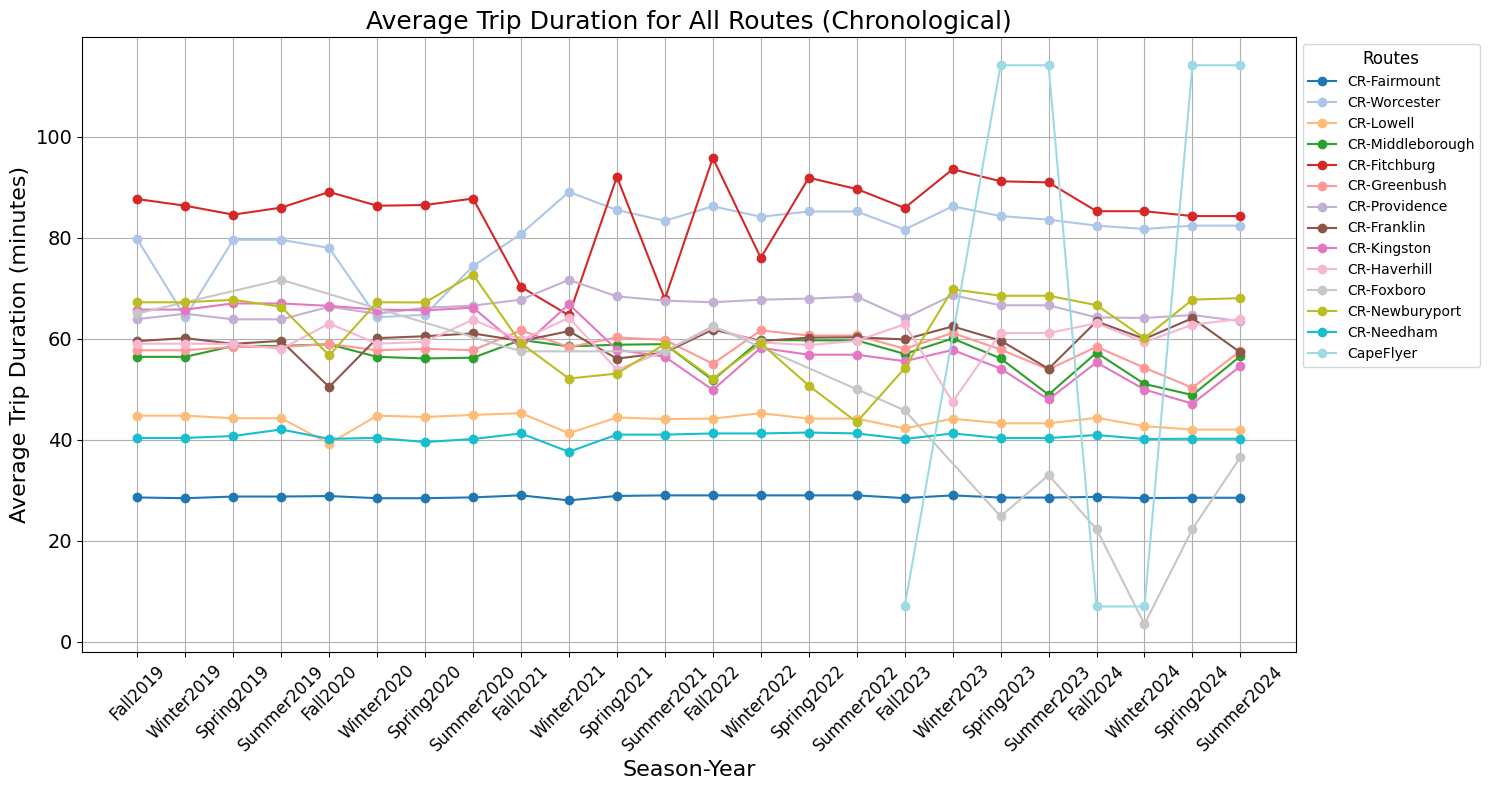 Average Trip Duration for All Routes (Chronological)
Average Trip Duration (minutes)
100
80
60
40
20
0
Fall2019
Winter2019
Spring2019
Summer2019
Fall2020
Winter2020
Spring2020
Summer2020
Fall2021
Winter2021
Spring2021
Summer2021
Fall2022
Winter2022
Spring2022
Summer2022
Fall2023
Winter2023
Spring2023
Summer2023
Fall2024
Winter2024
Spring2024
Summer2024
Season-Year
Routes
CR-Fairmount
CR-Worcester
CR-Lowell
CR-Middleborough
CR-Fitchburg
CR-Greenbush
CR-Providence
CR-Franklin
CR-Kingston
CR-Haverhill
CR-Foxboro
CR-Newburyport
CR-Needham
CapeFlyer